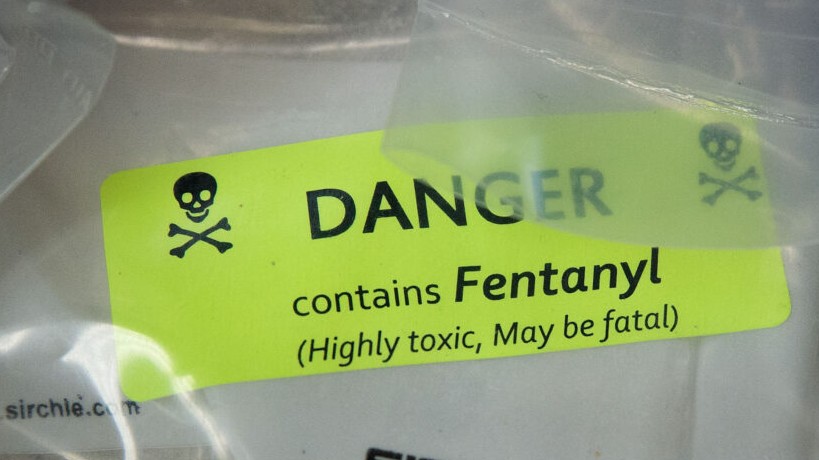 DANGER
contains Fentanyl
(Highly toxic, May be fatal)
sirchie.com